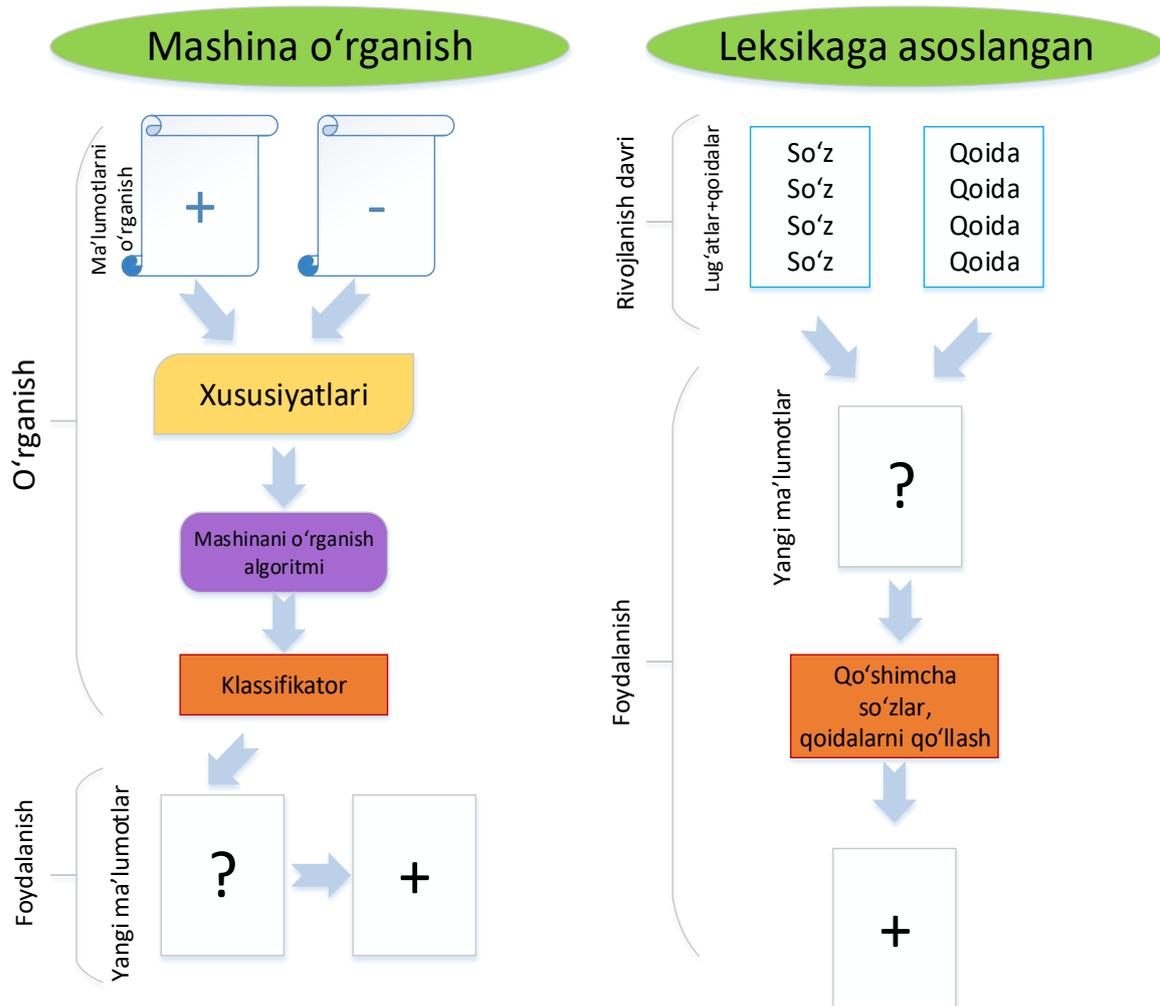 Mashina o‘rganish
O‘rganish
Ma’lumotlarni
o‘rganish
+
-
Xususiyatlari
Mashinani o‘rganish
algoritmi
Klassifikator
Foydalanish
Yangi ma’lumotlar
?
+
Leksikaga asoslangan
Rivojlanish davri
Lug‘atlar+qoidalar
So‘z
So‘z
So‘z
So‘z
Qoida
Qoida
Qoida
Qoida
Foydalanish
Yangi ma’lumotlar
?
Qo‘shimcha
so‘zlar,
qoidalarni qo‘llash
+